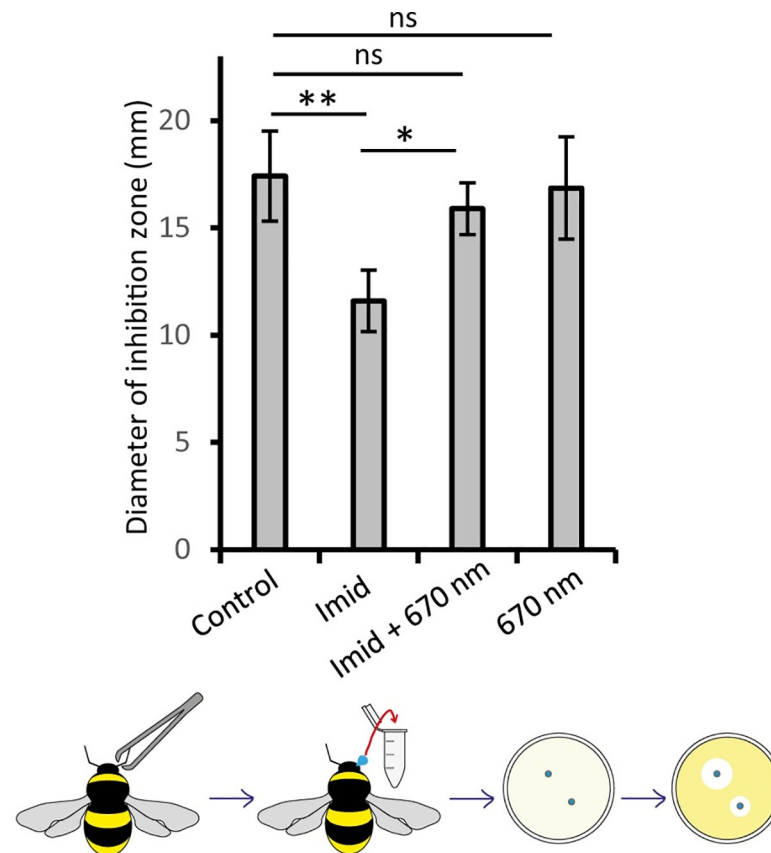 ns
ns
**
*
Diameter of inhibition zone (mm)
20
15
10
5
0
Control
Imid
Imid + 670 nm
670 nm